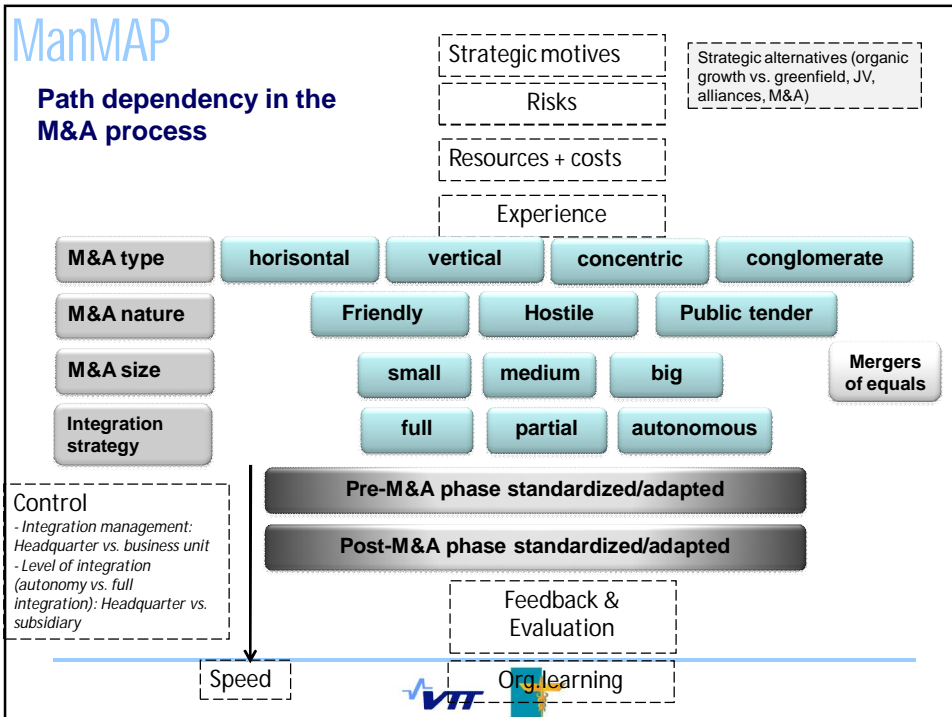 ManMAP
Path dependency in the
M&A process
Strategic motives
Strategic alternatives (organic
growth vs. greenfield, JV,
alliances, M&A)
Risks
Resources + costs
Experience
M&A type
horisontal
vertical
concentric
conglomerate
M&A nature
Friendly
Hostile
Public tender
M&A size
small
medium
big
Mergers
of equals
Integration
strategy
full
partial
autonomous
Pre-M&A phase standardized/adapted
Control
- Integration management:
Headquarter vs. business unit
- Level of integration
(autonomy vs. full
integration): Headquarter vs.
subsidiary
Post-M&A phase standardized/adapted
Feedback &
Evaluation
Speed
Org.learning
VTT